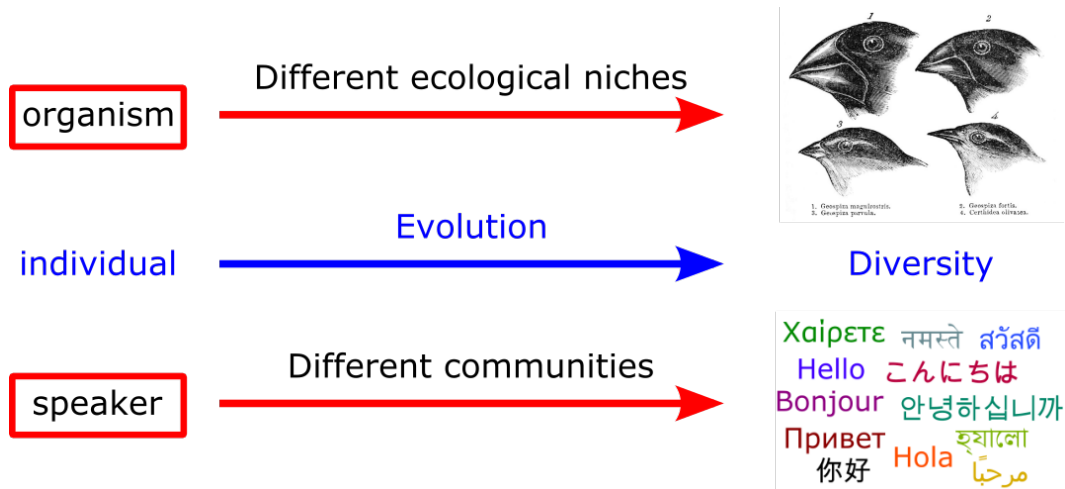 Different ecological niches
organism
1
2
3
4
1. Geospiza magnirostris.
2. Geospiza fortis.
3. Geospiza parvula.
4. Certhidea olivasea.
individual
Evolution
Diversity
Different communities
speaker
Χαίρετε नमस्ते สวัสดี
Hello こんにちは
Bonjour 안녕하십니까
Привет হ্যালো
你好 Hola مرحبًا